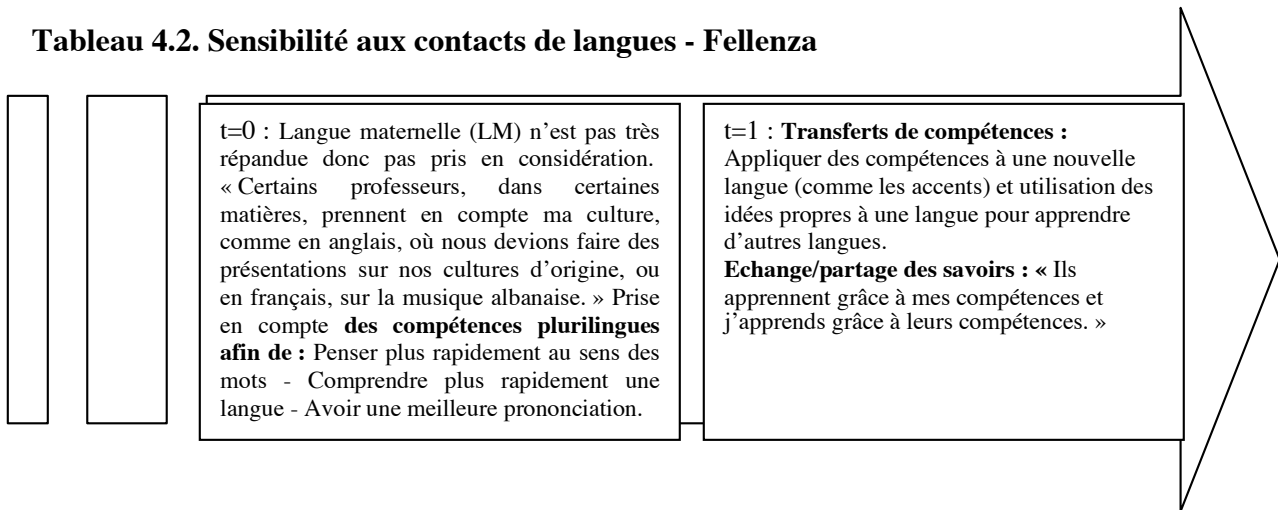 Tableau 4.2. Sensibilité aux contacts de langues - Fellenza
t=0 : Langue maternelle (LM) n’est pas très
répandue donc pas pris en considération.
« Certains professeurs, dans certaines
matières, prennent en compte ma culture,
comme en anglais, où nous devions faire des
présentations sur nos cultures d’origine, ou
en français, sur la musique albanaise. » Prise
en compte des compétences plurilingues
afin de : Penser plus rapidement au sens des
mots - Comprendre plus rapidement une
langue - Avoir une meilleure prononciation.
t=1 : Transferts de compétences :
Appliquer des compétences à une nouvelle
langue (comme les accents) et utilisation des
idées propres à une langue pour apprendre
d’autres langues.
Echange/partage des savoirs : « Ils
apprennent grâce à mes compétences et
j’apprends grâce à leurs compétences. »